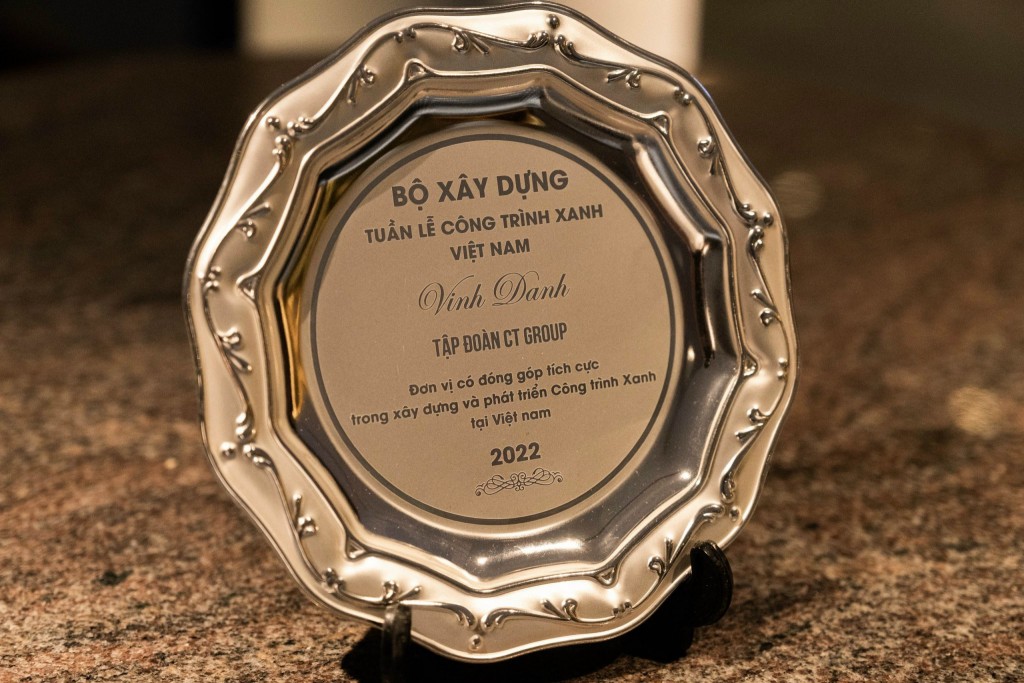 BỘ XÂY DỰNG
TUẦN LỄ CÔNG TRÌNH XANH
VIỆT NAM
Vinh Danh
TẬP ĐOÀN CT GROUP
Đơn vị có đóng góp tích cực
trong xây dựng và phát triển Công trình Xanh
tại Việt nam
2022